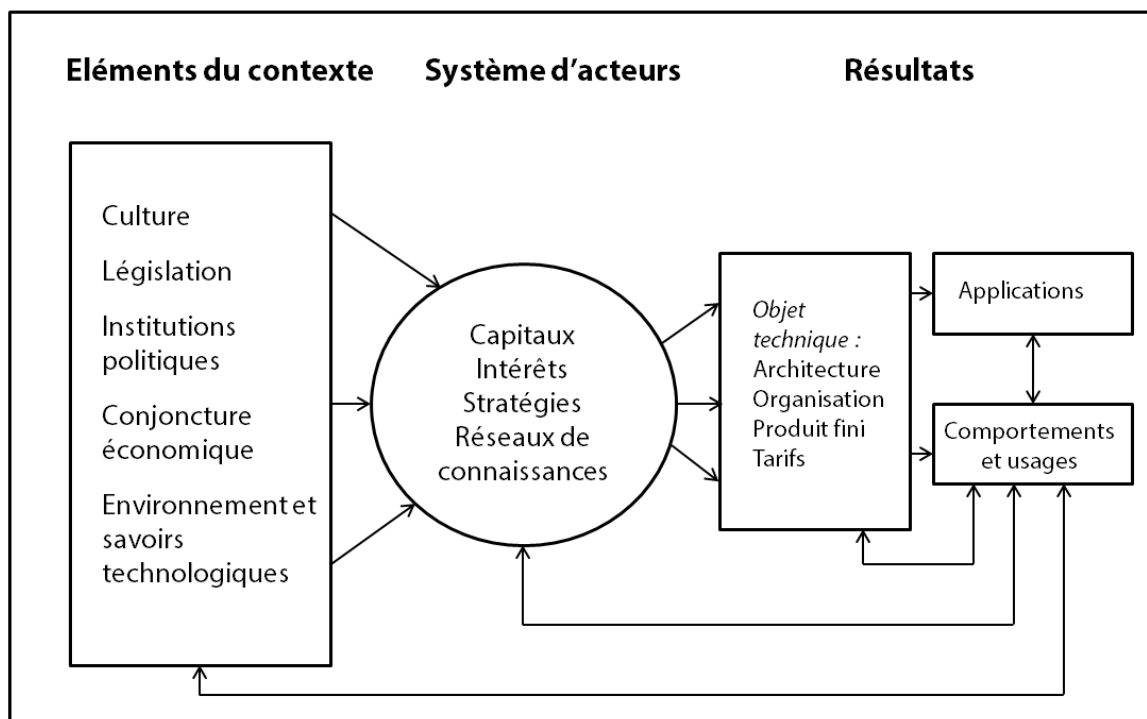 Eléments du contexte
Système d'acteurs
Résultats
Culture
Législation
Institutions
politiques
Conjoncture
économique
Environnement et
savoirs
technologiques
Capitaux
Intérêts
Stratégies
Réseaux de
connaissances
Objet
technique :
Architecture
Organisation
Produit fini
Tarifs
Applications
Comportements
et usages